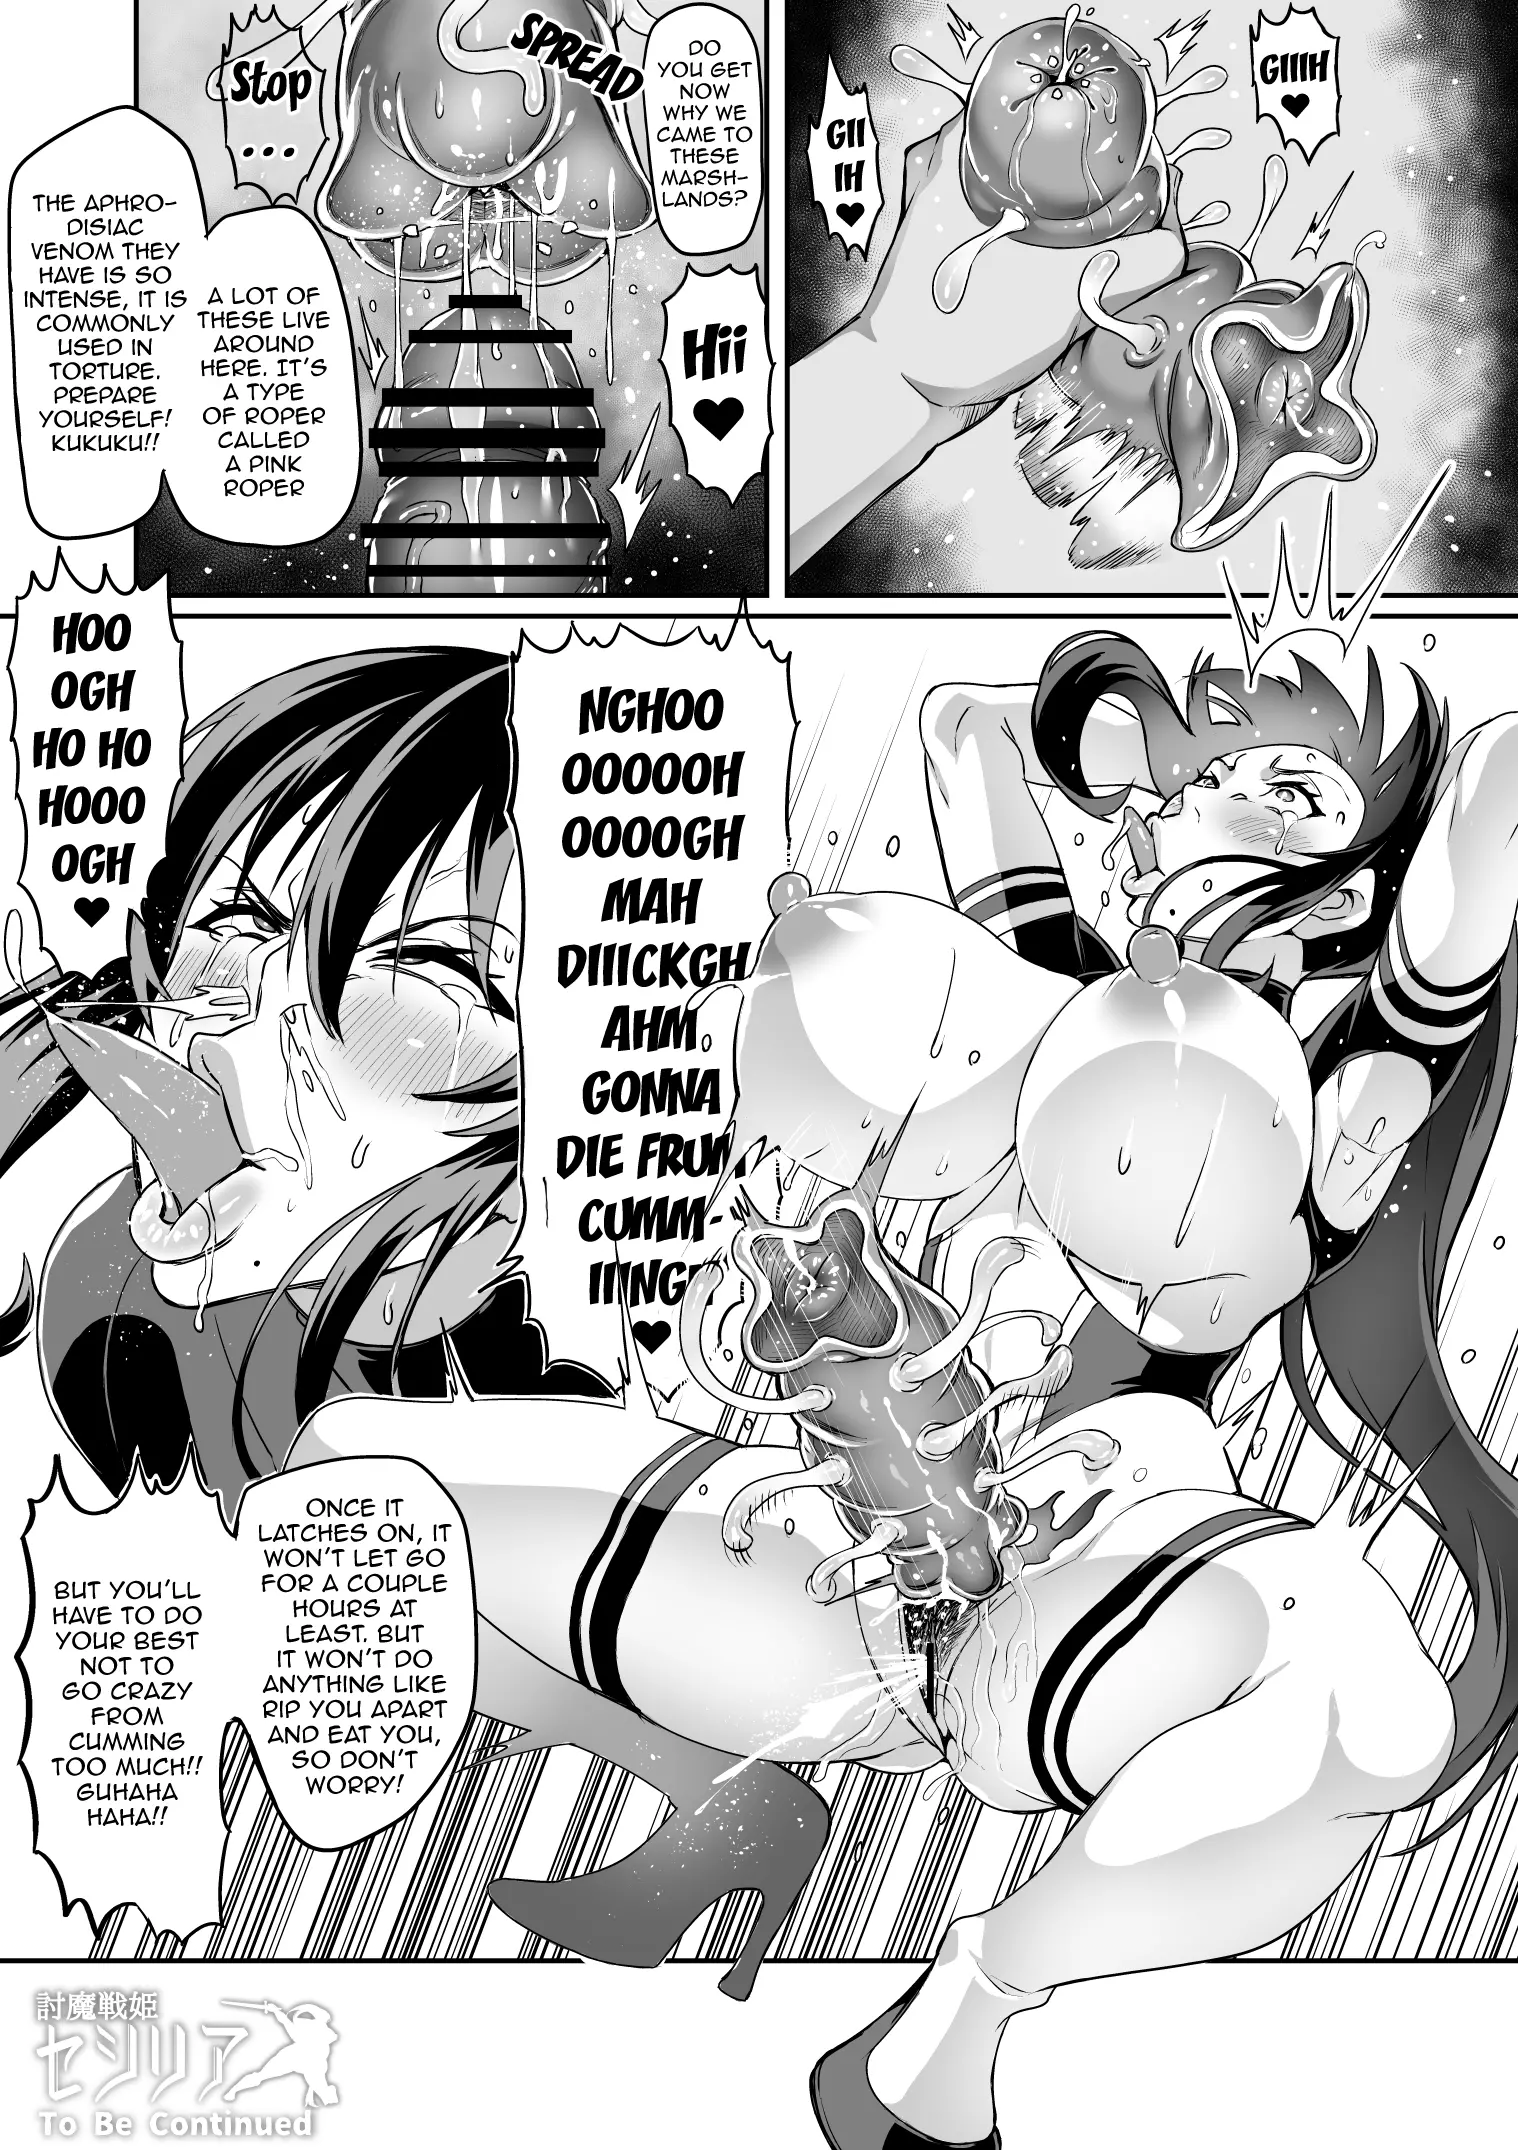 GIIIH
♥
GII
IH
♥
DO
YOU GET
NOW
WHY WE
CAME TO
THESE
MARSH-
LANDS?
SPREAD
Stop
...
Hii
♥
A LOT OF
THESE LIVE
AROUND
HERE. IT'S
A TYPE
OF ROPER
CALLED
A PINK
ROPER
THE APHRO-
DISIAC
VENOM THEY
HAVE IS SO
INTENSE, IT IS
COMMONLY
USED IN
TORTURE.
PREPARE
YOURSELF!
KUKUKU!!
NGHOO
OOOOOH
OOOOGH
MAH
DIIICKGH
AHM
GONNA
DIE FRUM
CUMM-
IIINGH
♥
HOO
OGH
HO HO
HOOO
OGH
♥
ONCE IT
LATCHES ON, IT
WON'T LET GO
FOR A COUPLE
HOURS AT
LEAST. BUT
IT WON'T DO
ANYTHING LIKE
RIP YOU APART
AND EAT YOU,
SO DON'T
WORRY!
BUT YOU'LL
HAVE TO DO
YOUR BEST
NOT TO
GO CRAZY
FROM
CUMMING
TOO MUCH!!
GUHAHA
HAHA!!
討魔戦姫
セシリア
To Be Continued